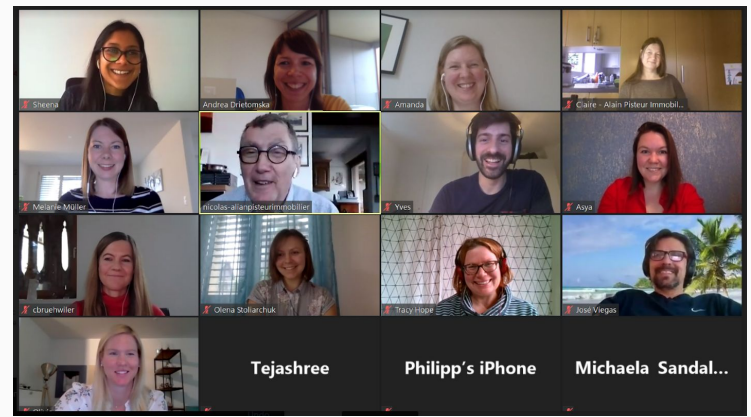 Sheena
Andrea Drietomska
Amanda
Claire - Alain Pisteur Immobil...
Melanie Müller
nicolas-alianpisteurimmobilier
Yves
Asya
cbruehwiler
Olena Stoliarchuk
Tracy Hope
José Viegas
Tejashree
Philipp's iPhone
Michaela Sandal...